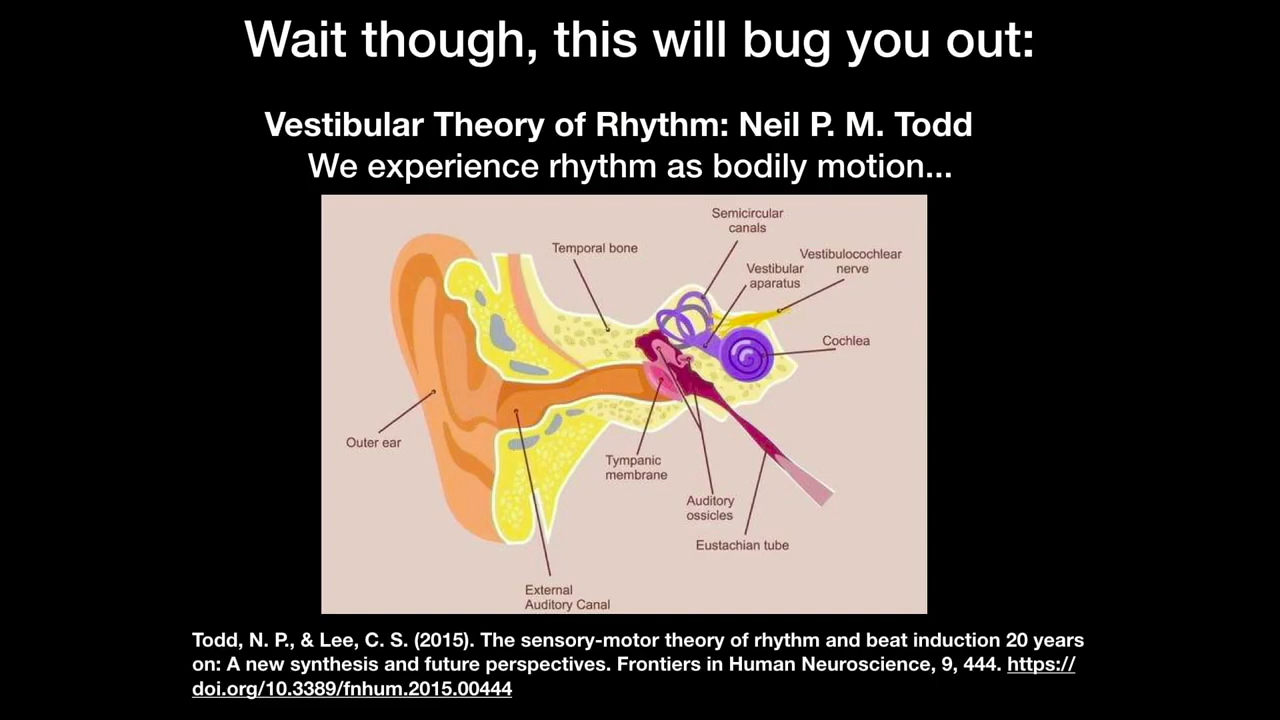 Wait though, this will bug you out:
Vestibular Theory of Rhythm: Neil P. M. Todd
We experience rhythm as bodily motion...
Semicircular
canals
Temporal bone
Vestibulocochlear
nerve
Vestibular
apparatus
Cochlea
Outer ear
Tympanic
membrane
Auditory
ossicles
Eustachian tube
External
Auditory Canal
Todd, N. P., & Lee, C. S. (2015). The sensory-motor theory of rhythm and beat induction 20 years
on: A new synthesis and future perspectives. Frontiers in Human Neuroscience, 9, 444. https://
doi.org/10.3389/fnhum.2015.00444